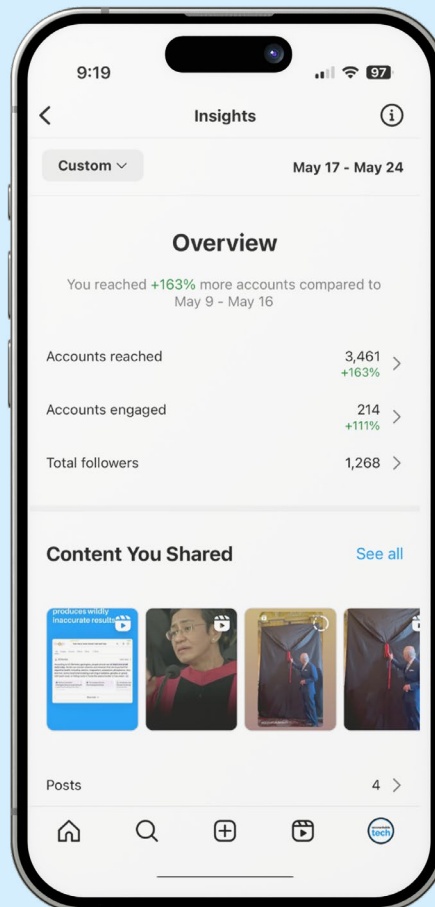 9:19
97
Insights
Custom
May 17 - May 24
Overview
You reached +163% more accounts compared to
May 9 - May 16
Accounts reached
3,461
+163%
Accounts engaged
214
+111%
Total followers
1,268
Content You Shared
See all
produces wildly
inaccurate results
Posts
4
tech